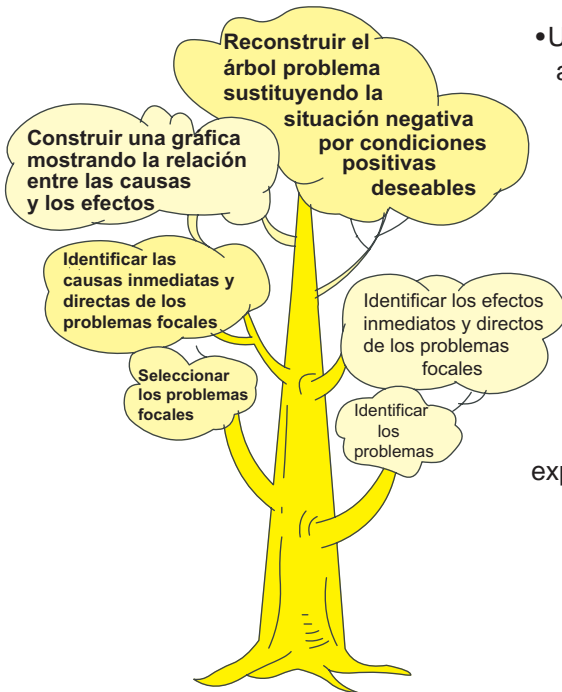 Reconstruir el
árbol problema
sustituyendo la
situación negativa
por condiciones
positivas
deseables
Construir una gráfica
mostrando la relación
entre las causas
y los efectos
Identificar las
causas inmediatas y
directas de los
problemas focales
Identificar los efectos
inmediatos y directos
de los problemas
focales
Seleccionar
los problemas
focales
Identificar
los
problemas
•U
a
exp